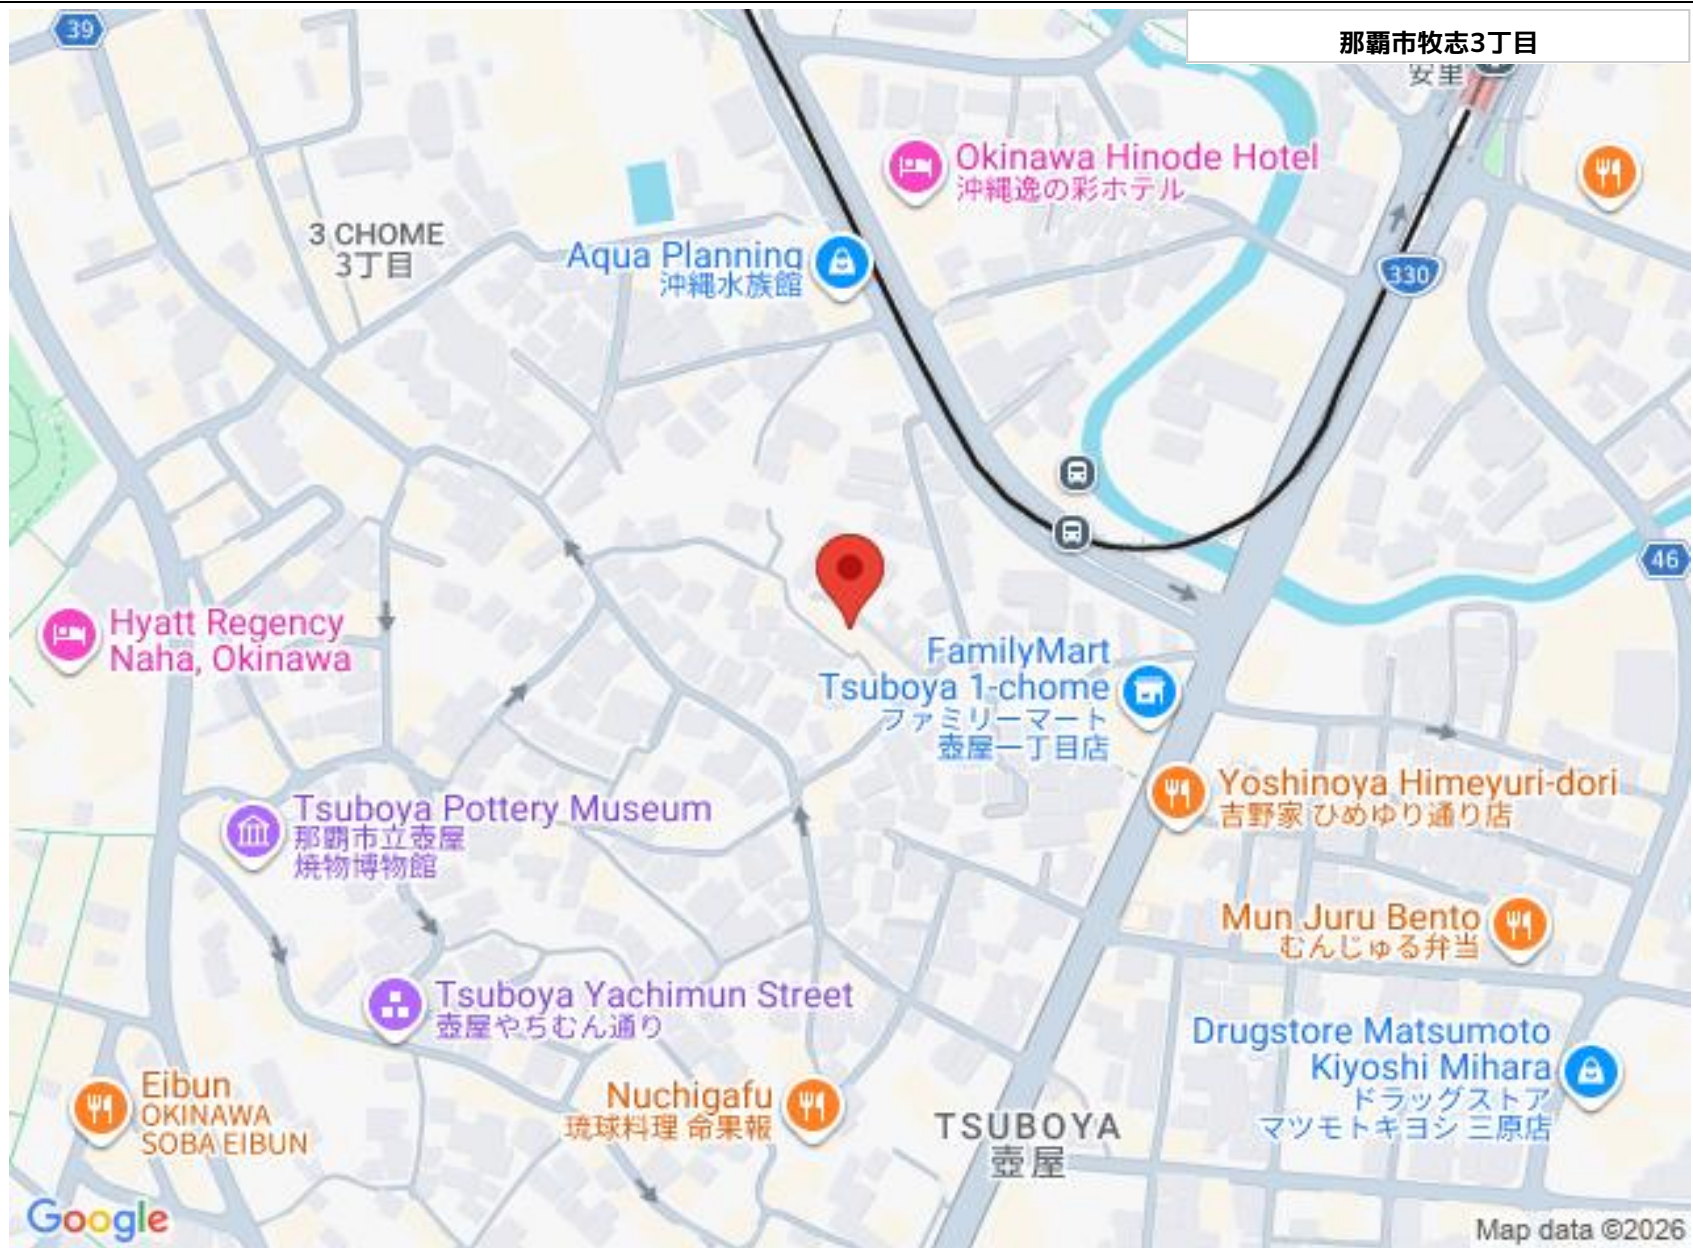 39
那覇市牧志3丁目
安里
Okinawa Hinode Hotel
沖縄逸の彩ホテル
3 CHOME
3丁目
Aqua Planning
沖縄水族館
330
46
Hyatt Regency
Naha, Okinawa
FamilyMart
Tsuboya 1-chome
ファミリーマート
壺屋一丁目店
Yoshinoya Himeyuri-dori
吉野家 ひめゆり通り店
Tsuboya Pottery Museum
那覇市立壺屋
焼物博物館
Mun Juru Bento
むんじゅる弁当
Tsuboya Yachimun Street
壺屋やちむん通り
Drugstore Matsumoto
Kiyoshi Mihara
ドラッグストア
マツモトキヨシ 三原店
Eibun
OKINAWA
SOBA EIBUN
Nuchigafu
琉球料理 命果報
TSUBOYA
壺屋
Google
Map data ©2026